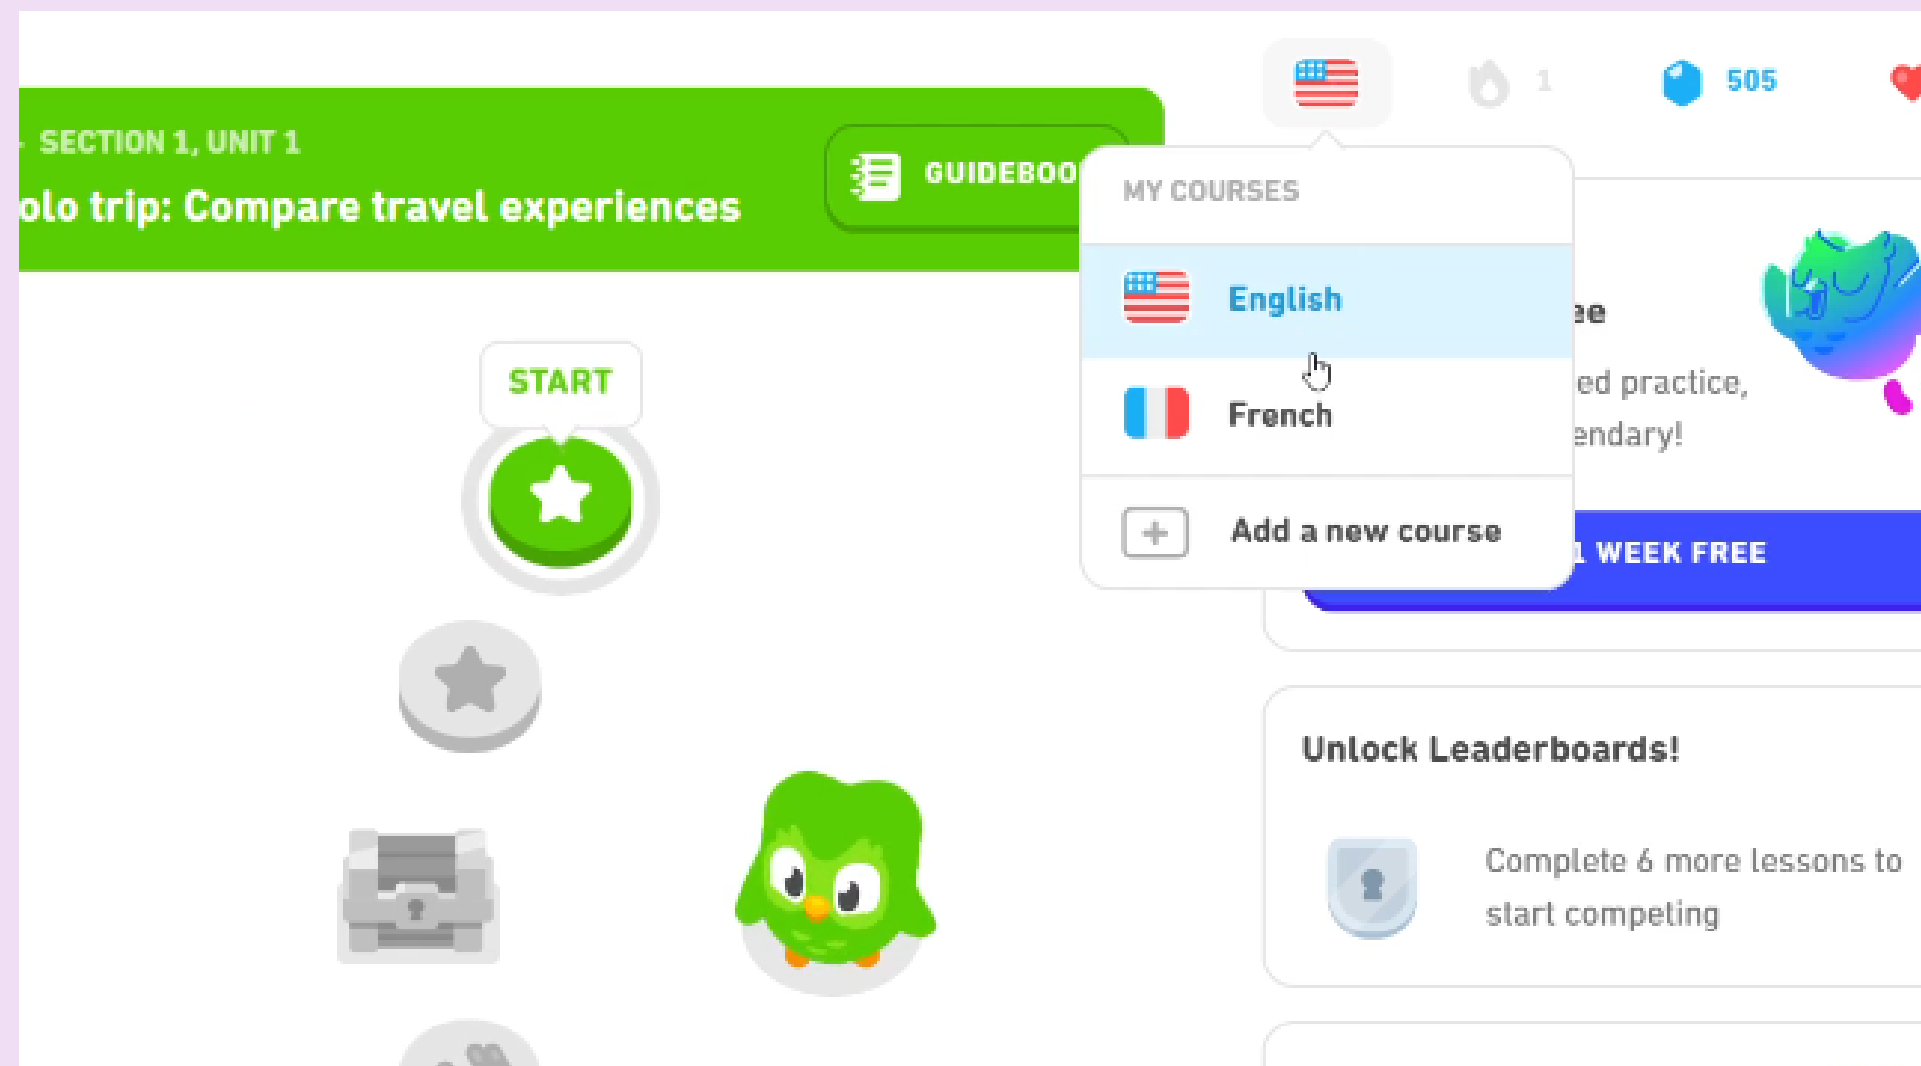 SECTION 1, UNIT 1
olo trip: Compare travel experiences
GUIDEBOO
1
505
MY COURSES
English
French
Add a new course
START
ee
ed practice,
endary!
1 WEEK FREE
Unlock Leaderboards!
Complete 6 more lessons to
start competing